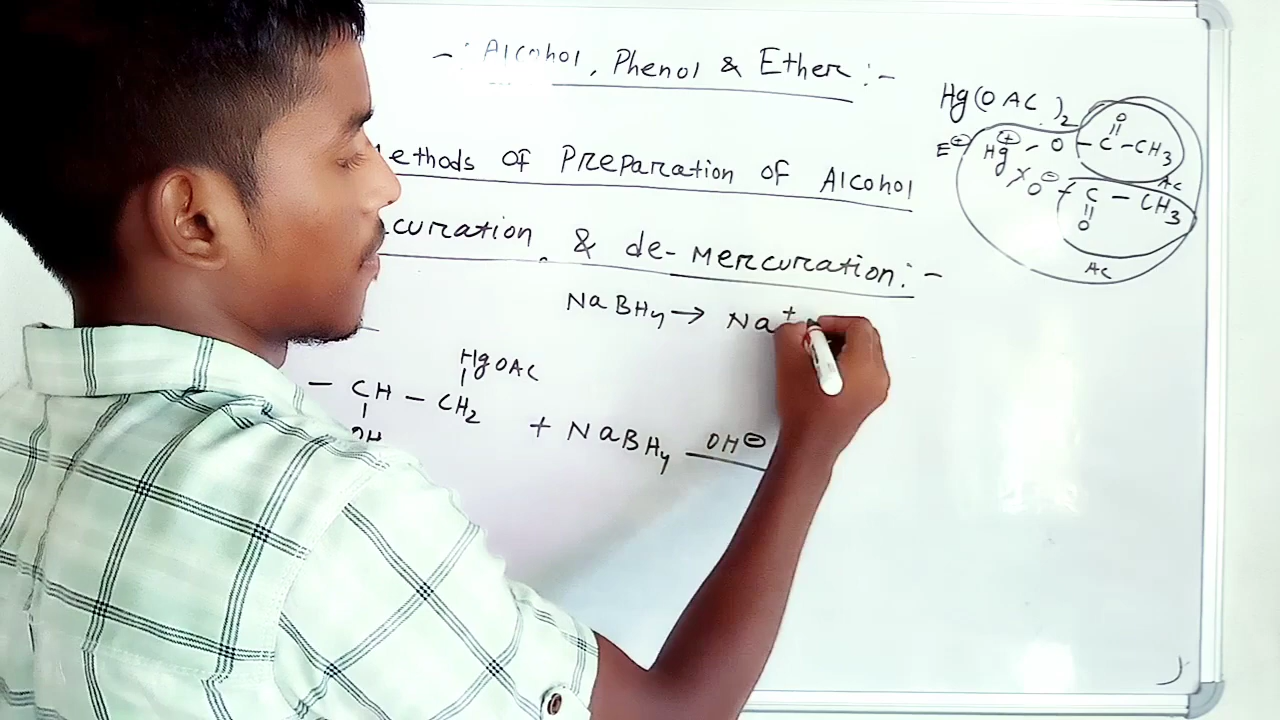 -: Alcohol, Phenol & Ether :-
Methods of Preparation of Alcohol
curation & de-mercuration :-
NaBH4 → Na+
HgOAC
- CH - CH2 + NaBH4 OH⊖
OH
Hg(OAC)2
O
E⊕ Hg⊕ - O - C - CH3
AC
O⊖ - C - CH3
O
AC